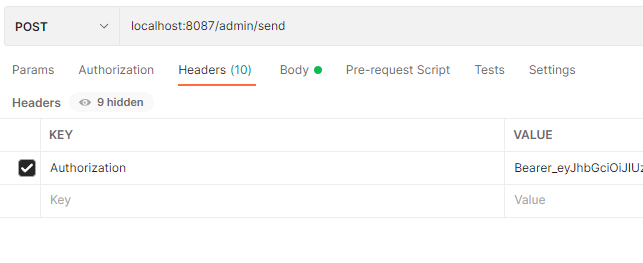 POST localhost:8087/admin/send
Params Authorization Headers (10) Body Pre-request Script Tests Settings
Headers 9 hidden
KEY VALUE
Authorization Bearer_eyJhbGciOiJIUz
Key Value